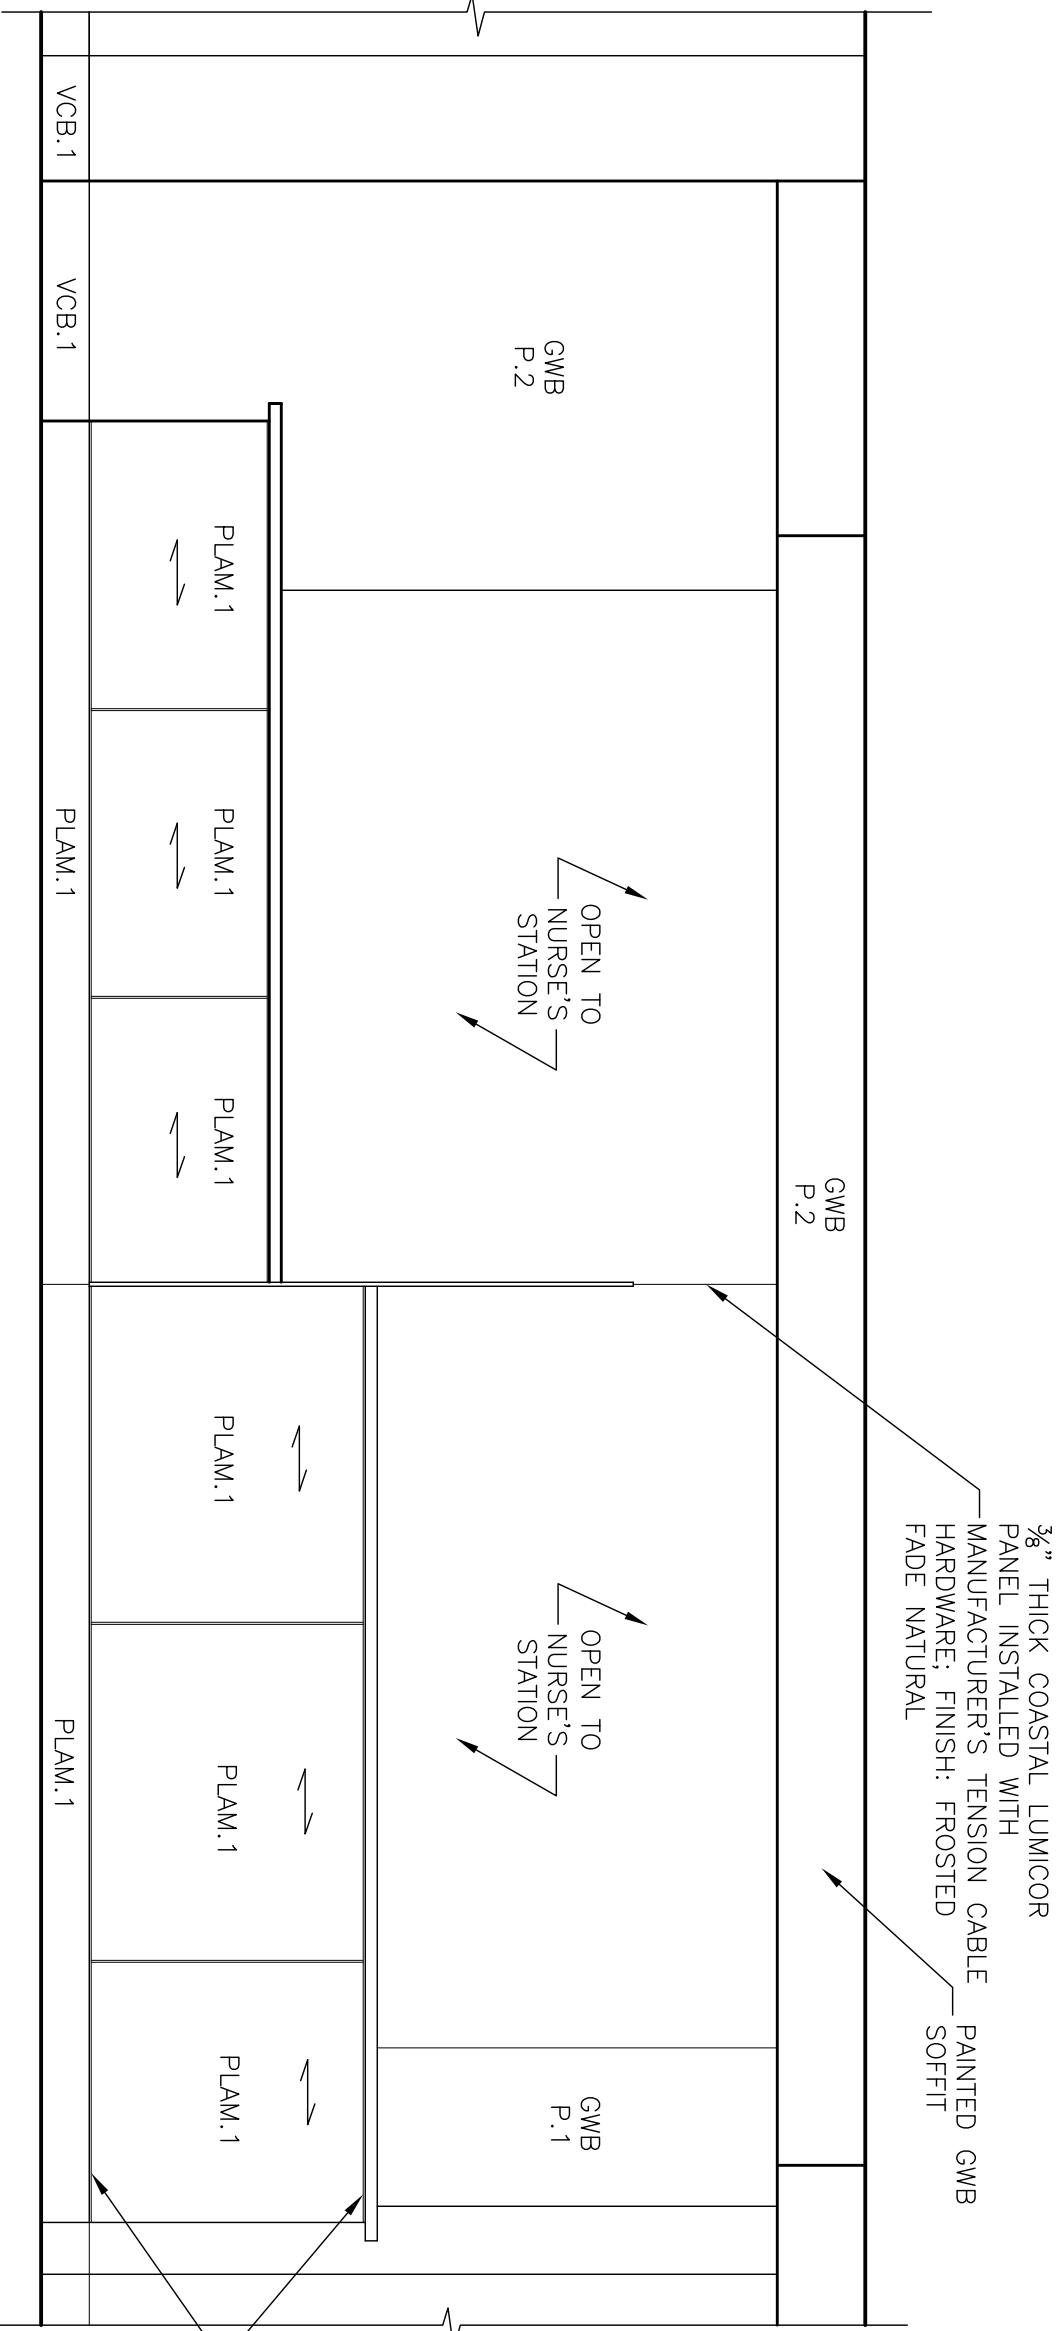 ⅜" THICK COASTAL LUMICOR
PANEL INSTALLED WITH
MANUFACTURER'S TENSION CABLE
HARDWARE; FINISH: FROSTED
FADE NATURAL
PAINTED GWB
SOFFIT
GWB
P.2
GWB
P.2
OPEN TO
NURSE'S
STATION
OPEN TO
NURSE'S
STATION
GWB
P.1
PLAM.1
PLAM.1
PLAM.1
PLAM.1
PLAM.1
PLAM.1
VCB.1
VCB.1
PLAM.1
PLAM.1